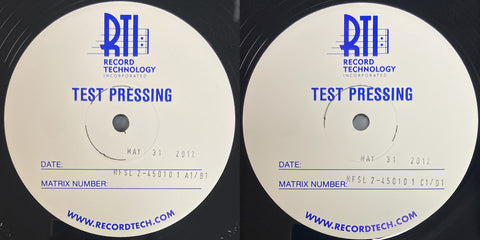 RTI
RECORD
TECHNOLOGY
INCORPORATED
TEST PRESSING
MAY 31 2012
DATE:
MFSL 2-45010 1 A1/B1
MATRIX NUMBER:
WWW.RECORDTECH.COM
RTI
RECORD
TECHNOLOGY
INCORPORATED
TEST PRESSING
MAY 31 2012
DATE:
MFSL 2-45010 1 C1/D1
MATRIX NUMBER:
WWW.RECORDTECH.COM